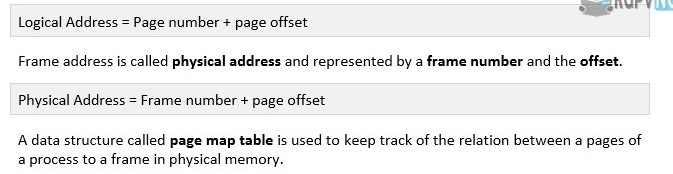 Logical Address = Page number + page offset
Frame address is called physical address and represented by a frame number and the offset.
Physical Address = Frame number + page offset
A data structure called page map table is used to keep track of the relation between a pages of
a process to a frame in physical memory.